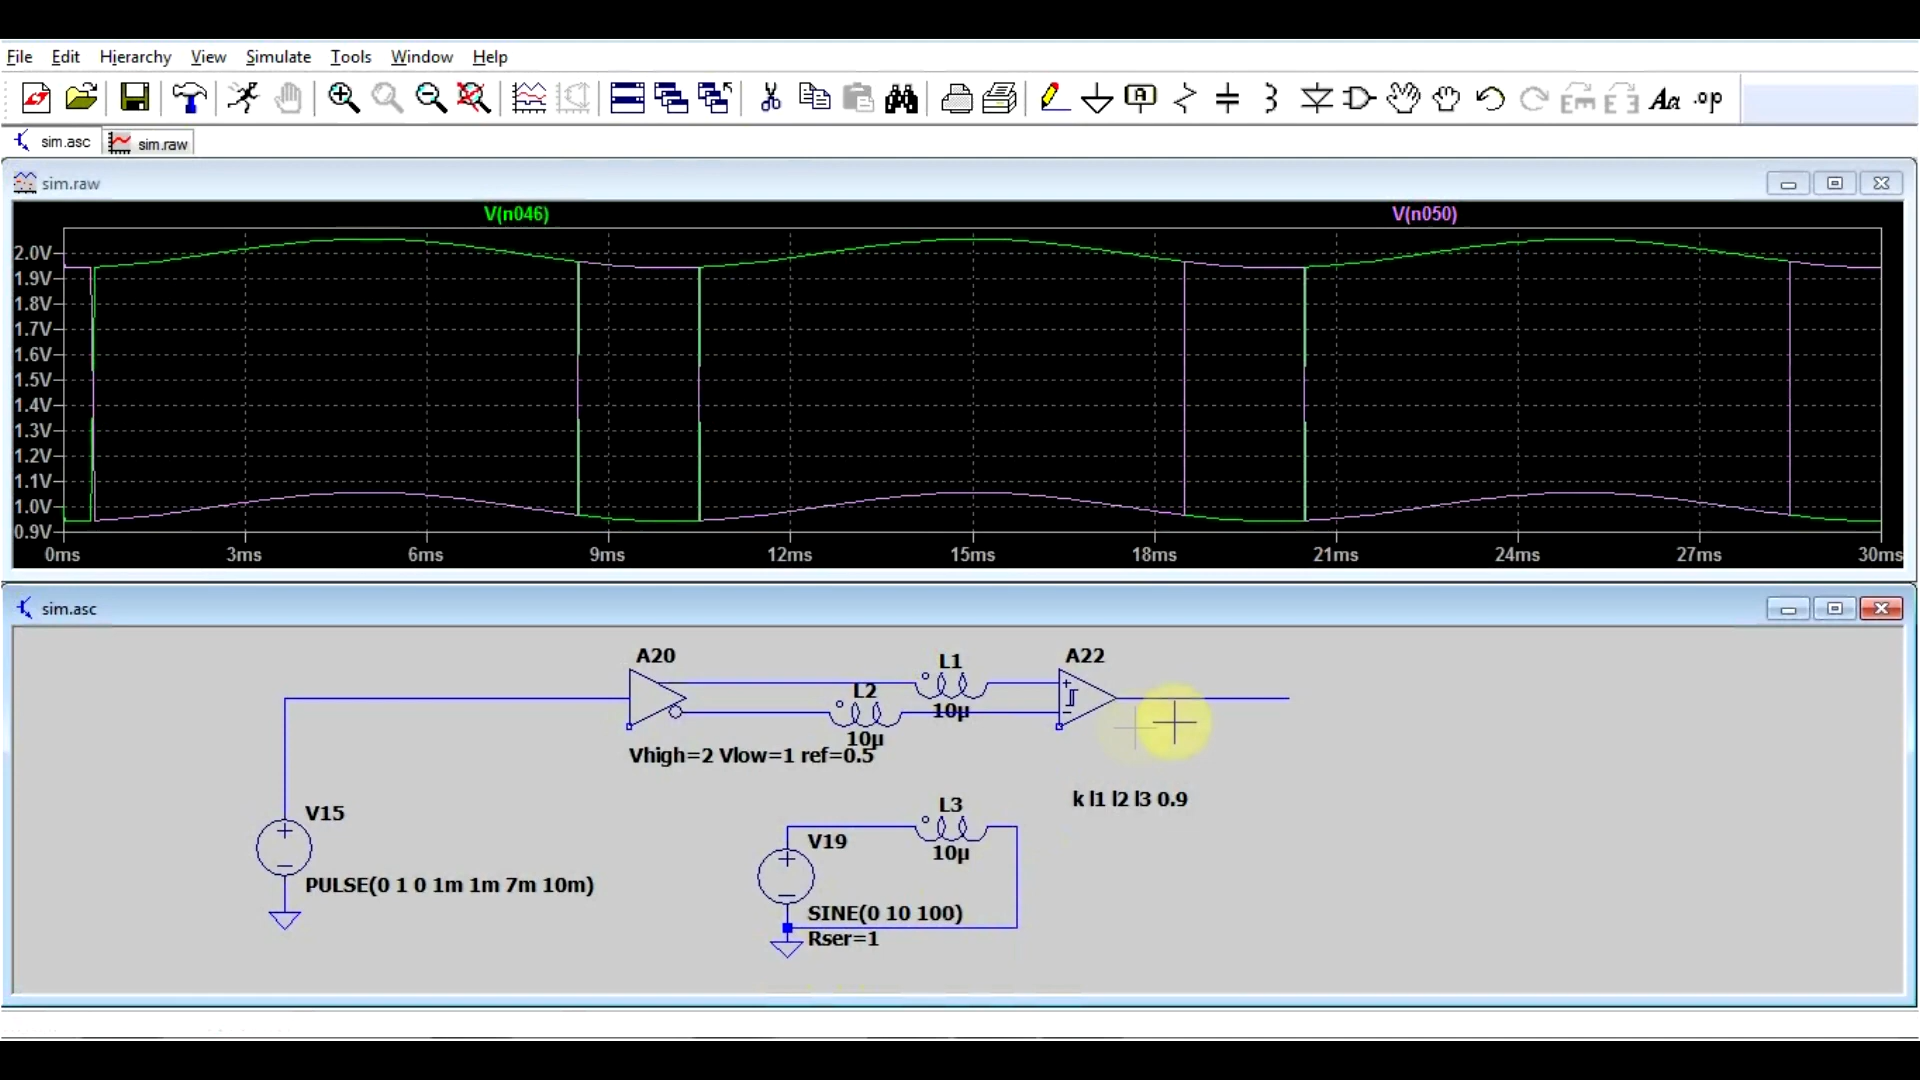 File Edit Hierarchy View Simulate Tools Window Help
A Aa .op
sim.asc sim.raw
sim.raw
V(n046) V(n050)
2.0V
1.9V
1.8V
1.7V
1.6V
1.5V
1.4V
1.3V
1.2V
1.1V
1.0V
0.9V
0ms 3ms 6ms 9ms 12ms 15ms 18ms 21ms 24ms 27ms 30ms
sim.asc
A20 L1 A22
L2
10µ
10µ
Vhigh=2 Vlow=1 ref=0.5
k l1 l2 l3 0.9
V15 L3
V19
10µ
PULSE(0 1 0 1m 1m 7m 10m)
SINE(0 10 100)
Rser=1